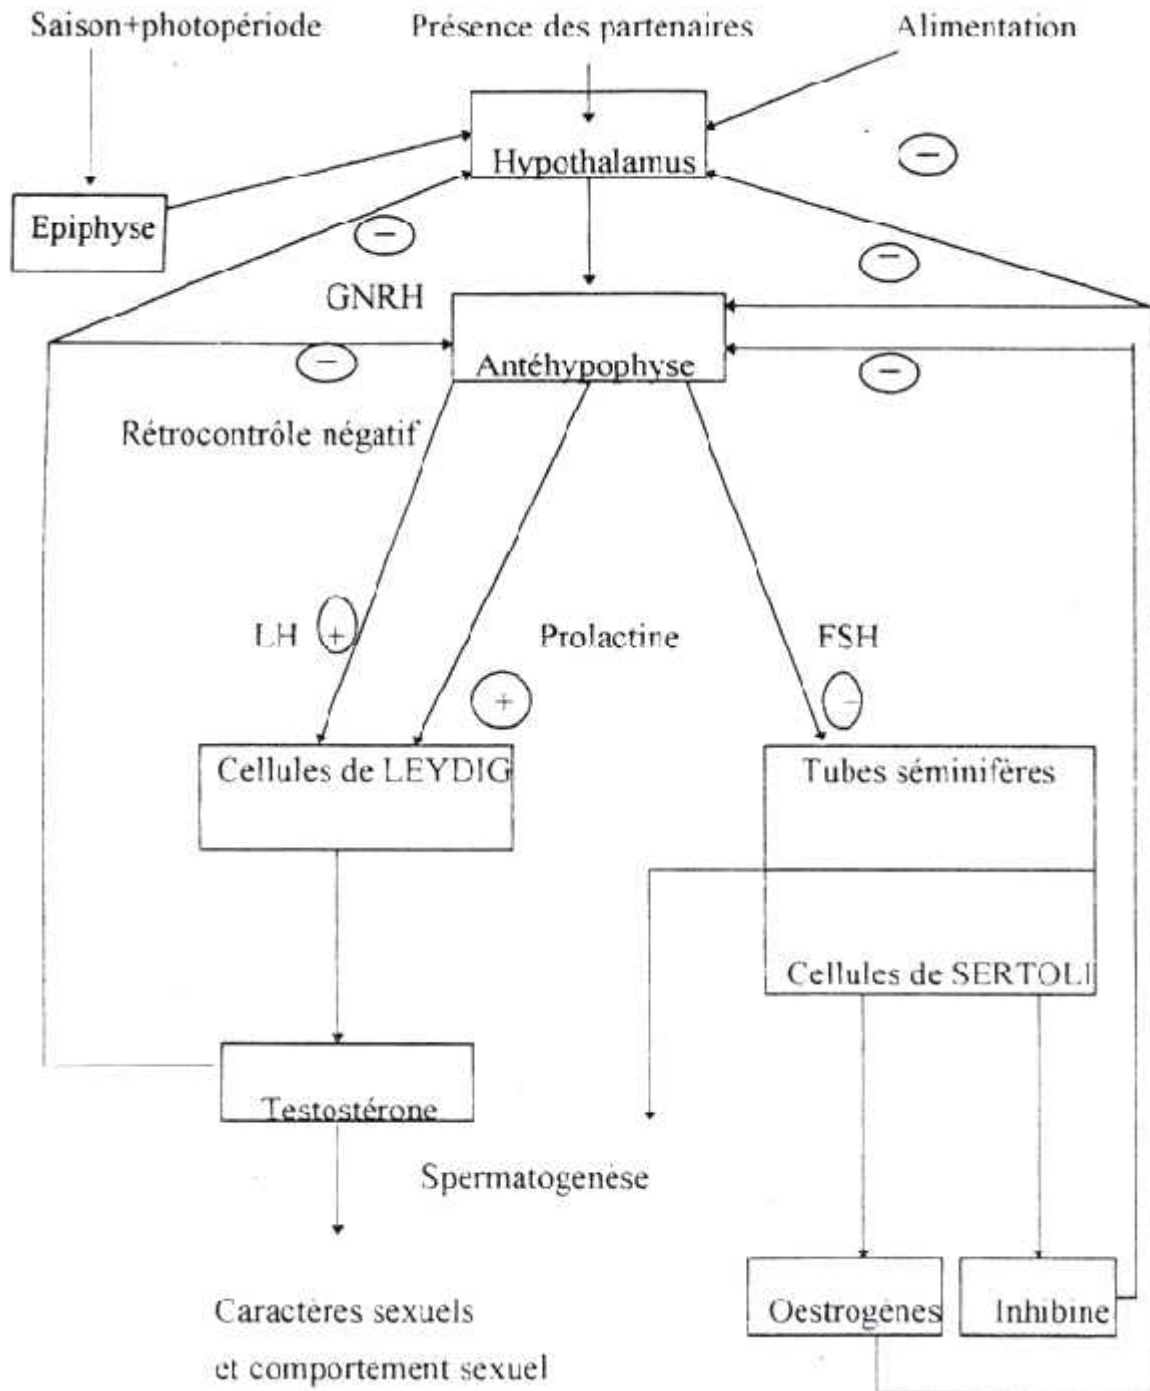 Saison+photopériode
Présence des partenaires
Alimentation
Hypothalamus
−
Epiphyse
−
−
GNRH
Antéhypophyse
−
−
Rétrocontrôle négatif
LH
+
Prolactine
FSH
+
Cellules de LEYDIG
Tubes séminifères
Cellules de SERTOLI
Testostérone
Spermatogenèse
Oestrogènes
Inhibine
Caractères sexuels
et comportement sexuel